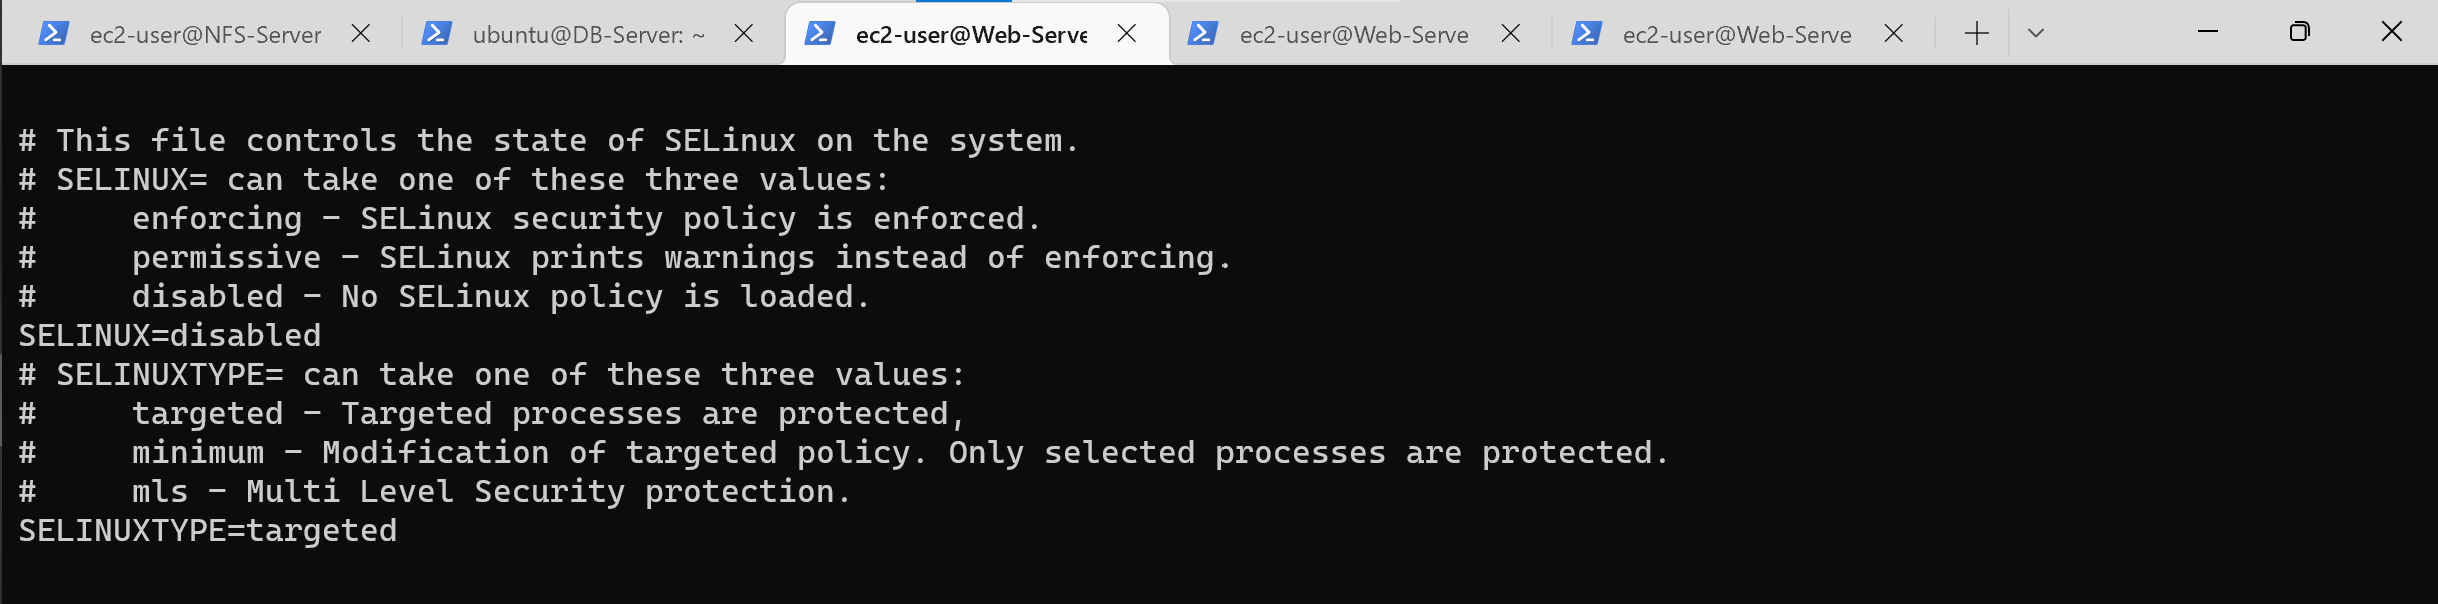 ec2-user@NFS-Server
ubuntu@DB-Server: ~
ec2-user@Web-Serve
ec2-user@Web-Serve
ec2-user@Web-Serve
# This file controls the state of SELinux on the system.
# SELINUX= can take one of these three values:
#     enforcing - SELinux security policy is enforced.
#     permissive - SELinux prints warnings instead of enforcing.
#     disabled - No SELinux policy is loaded.
SELINUX=disabled
# SELINUXTYPE= can take one of these three values:
#     targeted - Targeted processes are protected,
#     minimum - Modification of targeted policy. Only selected processes are protected.
#     mls - Multi Level Security protection.
SELINUXTYPE=targeted